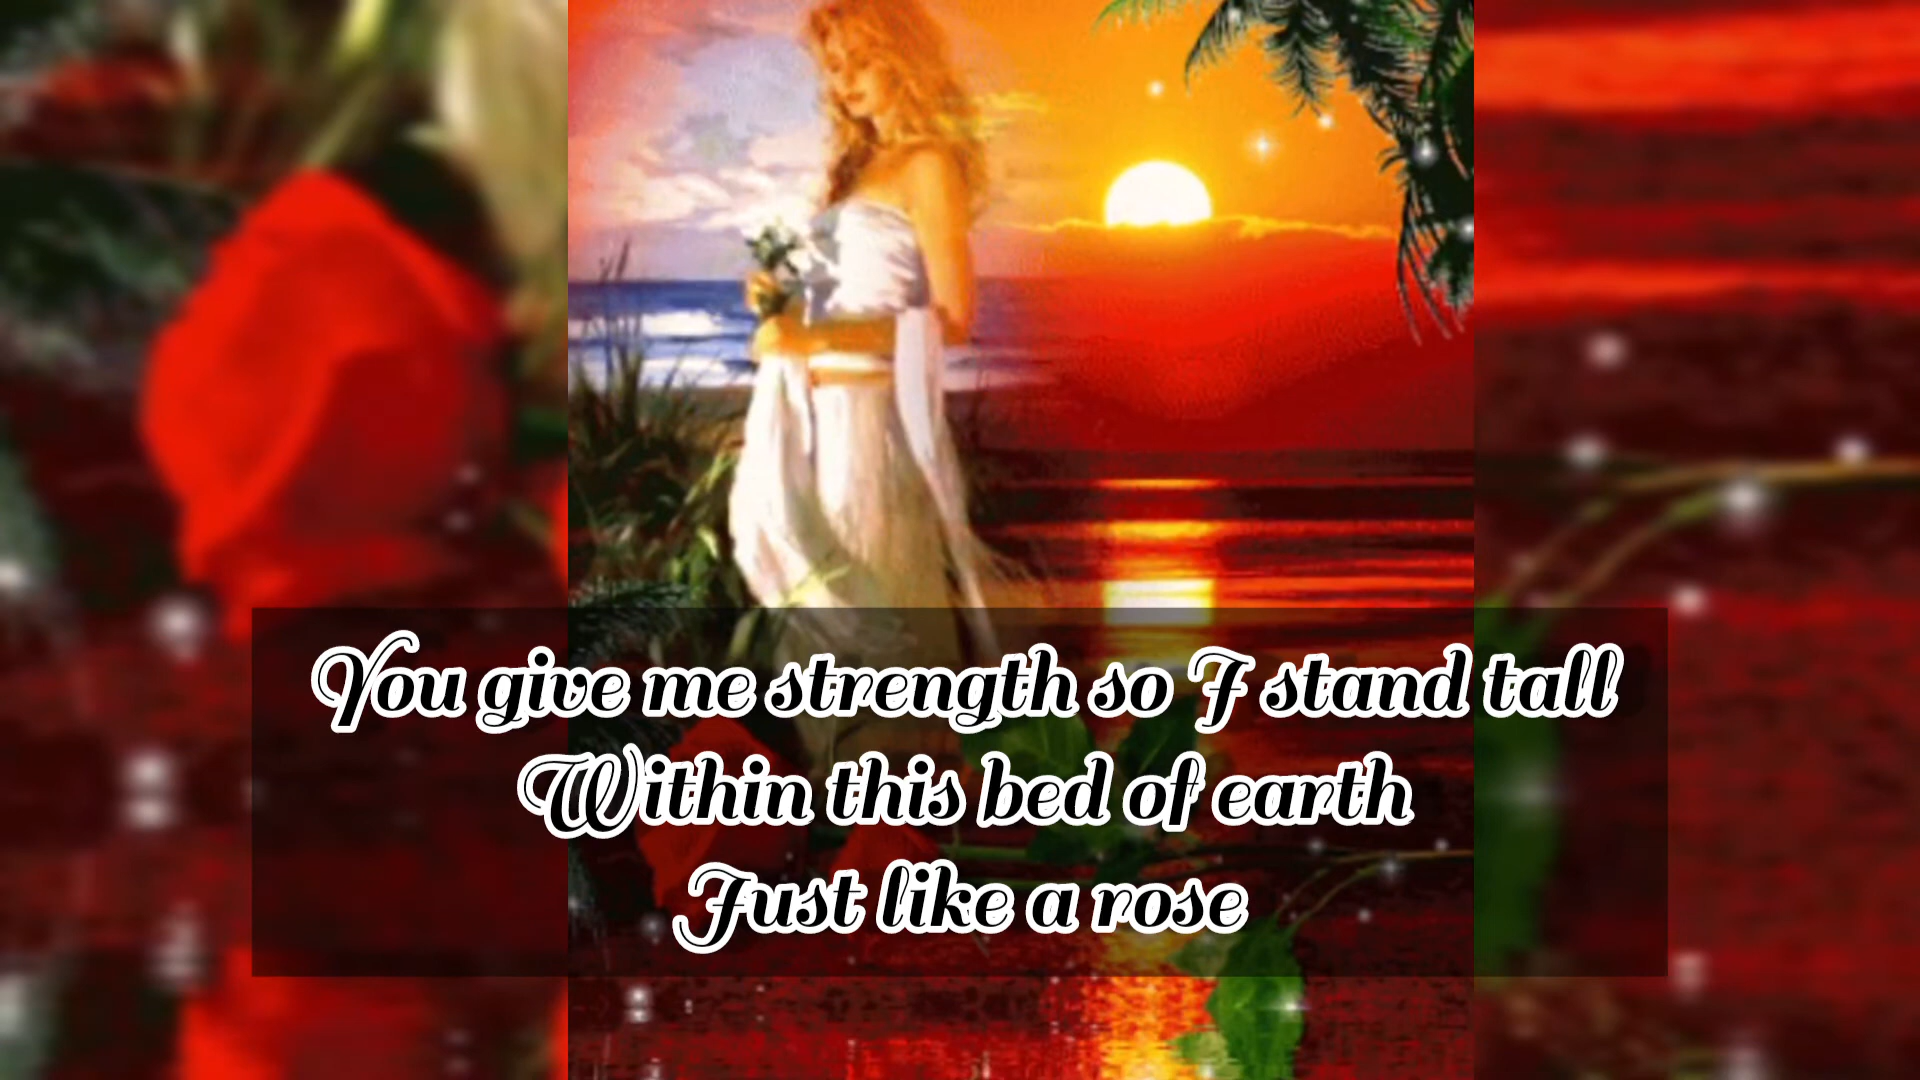 You give me strength so I stand tall
Within this bed of earth
Just like a rose